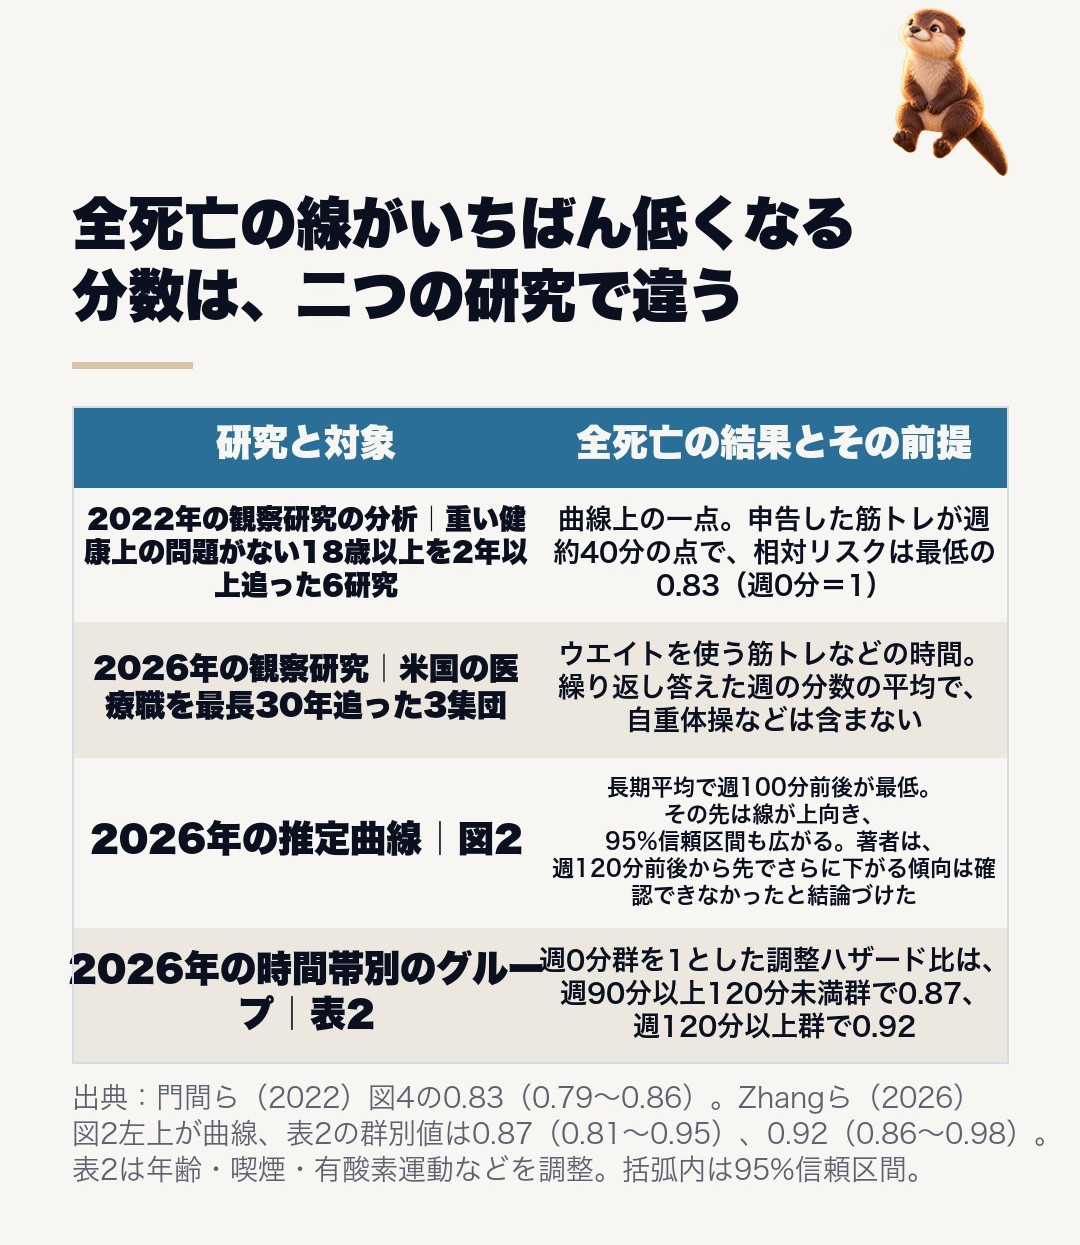 全死亡の線がいちばん低くなる
分数は、二つの研究で違う
研究と対象
全死亡の結果とその前提
2022年の観察研究の分析｜重い健
康上の問題がない18歳以上を2年以
上追った6研究
曲線上の一点。申告した筋トレが週
約40分の点で、相対リスクは最低の
0.83（週0分＝1）
2026年の観察研究｜米国の医
療職を最長30年追った3集団
ウエイトを使う筋トレなどの時間。
繰り返し答えた週の分数の平均で、
自重体操などは含まない
2026年の推定曲線｜図2
長期平均で週100分前後が最低。
その先は線が上向き、
95%信頼区間も広がる。著者は、
週120分前後から先でさらに下がる傾向は確
認できなかったと結論づけた
2026年の時間帯別のグルー
プ｜表2
週0分群を1とした調整ハザード比は、
週90分以上120分未満群で0.87、
週120分以上群で0.92
出典：門間ら（2022）図4の0.83（0.79〜0.86）。Zhangら（2026）
図2左上が曲線、表2の群別値は0.87（0.81〜0.95）、0.92（0.86〜0.98）。
表2は年齢・喫煙・有酸素運動などを調整。括弧内は95%信頼区間。